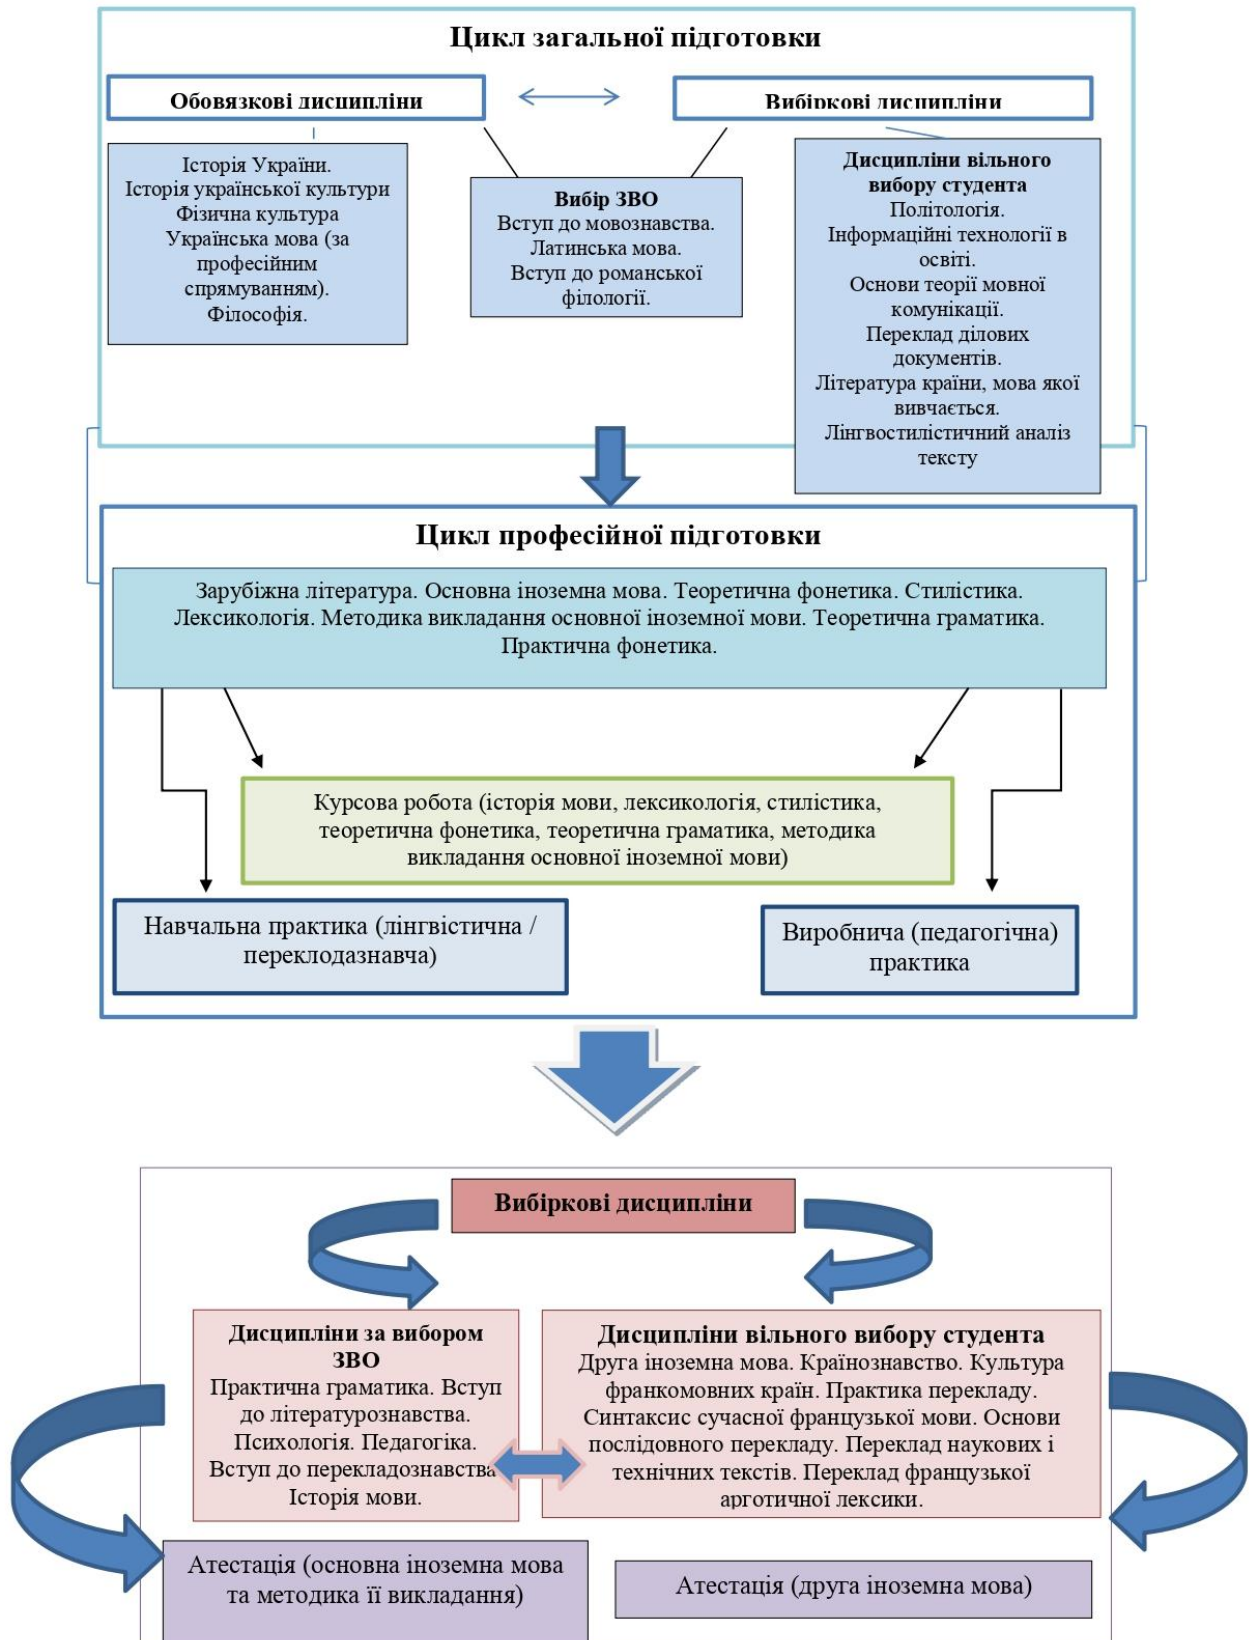 Цикл загальної підготовки
Обовязкові дисципліни
Вибіркові дисципліни
Історія України.
Історія української культури
Фізична культура
Українська мова (за
професійним
спрямуванням).
Філософія.
Вибір ЗВО
Вступ до мовознавства.
Латинська мова.
Вступ до романської
філології.
Дисципліни вільного
вибору студента
Політологія.
Інформаційні технології в
освіті.
Основи теорії мовної
комунікації.
Переклад ділових
документів.
Література країни, мова якої
вивчається.
Лінгвостилістичний аналіз
тексту
Цикл професійної підготовки
Зарубіжна література. Основна іноземна мова. Теоретична фонетика. Стилістика.
Лексикологія. Методика викладання основної іноземної мови. Теоретична граматика.
Практична фонетика.
Курсова робота (історія мови, лексикологія, стилістика,
теоретична фонетика, теоретична граматика, методика
викладання основної іноземної мови)
Навчальна практика (лінгвістична /
переклодазнавча)
Виробнича (педагогічна)
практика
Вибіркові дисципліни
Дисципліни за вибором
ЗВО
Практична граматика. Вступ
до літературознавства.
Психологія. Педагогіка.
Вступ до перекладознавства
Історія мови.
Дисципліни вільного вибору студента
Друга іноземна мова. Країнознавство. Культура
франкомовних країн. Практика перекладу.
Синтаксис сучасної французької мови. Основи
послідовного перекладу. Переклад наукових і
технічних текстів. Переклад французької
арготичної лексики.
Атестація (основна іноземна мова
та методика її викладання)
Атестація (друга іноземна мова)